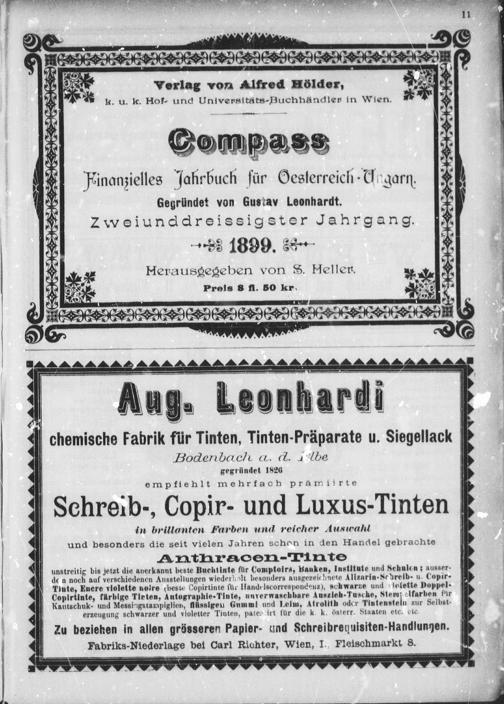 11
Verlag von Alfred Hölder,
k. u. k. Hof- und Universitäts-Buchhändler in Wien.
Compass
Finanzielles Jahrbuch für Oesterreich-Ungarn.
Gegründet von Gustav Leonhardt.
Zweiunddreissigster Jahrgang.
1899.
Herausgegeben von S. Heller.
Preis 8 fl. 50 kr.
Aug. Leonhardi
chemische Fabrik für Tinten, Tinten-Präparate u. Siegellack
Bodenbach a. d. Elbe
gegründet 1826
empfiehlt mehrfach prämiirte
Schreib-, Copir- und Luxus-Tinten
in brillanten Farben und reicher Auswahl
und besonders die seit vielen Jahren schon in den Handel gebrachte
Anthracen-Tinte
unstreitig bis jetzt die anerkannt beste Buchtinte für Comptoirs, Banken, Institute und Schulen; ausser-
den noch auf verschiedenen Ausstellungen wiederholt besonders ausgezeichnete Alizarin-Schreib- u. Copir-
Tinte, Encre violette noire (beste Copirtinte für Handelscorrespondenz), schwarze und violette Doppel-
Copirtinte, färbige Tinten, Autographie-Tinte, unverwaschbare Auszieh-Tusche, Stempelfarben für
Kautschuk- und Messingstampiglien, flüssigen Gummi und Leim, Atrolith oder Tintenstein zur Selbst-
erzeugung schwarzer und violetter Tinten, patentirt für die k. k. österr. Staaten etc. etc.
Zu beziehen in allen grösseren Papier- und Schreibrequisiten-Handlungen.
Fabriks-Niederlage bei Carl Richter, Wien, I., Fleischmarkt 8.